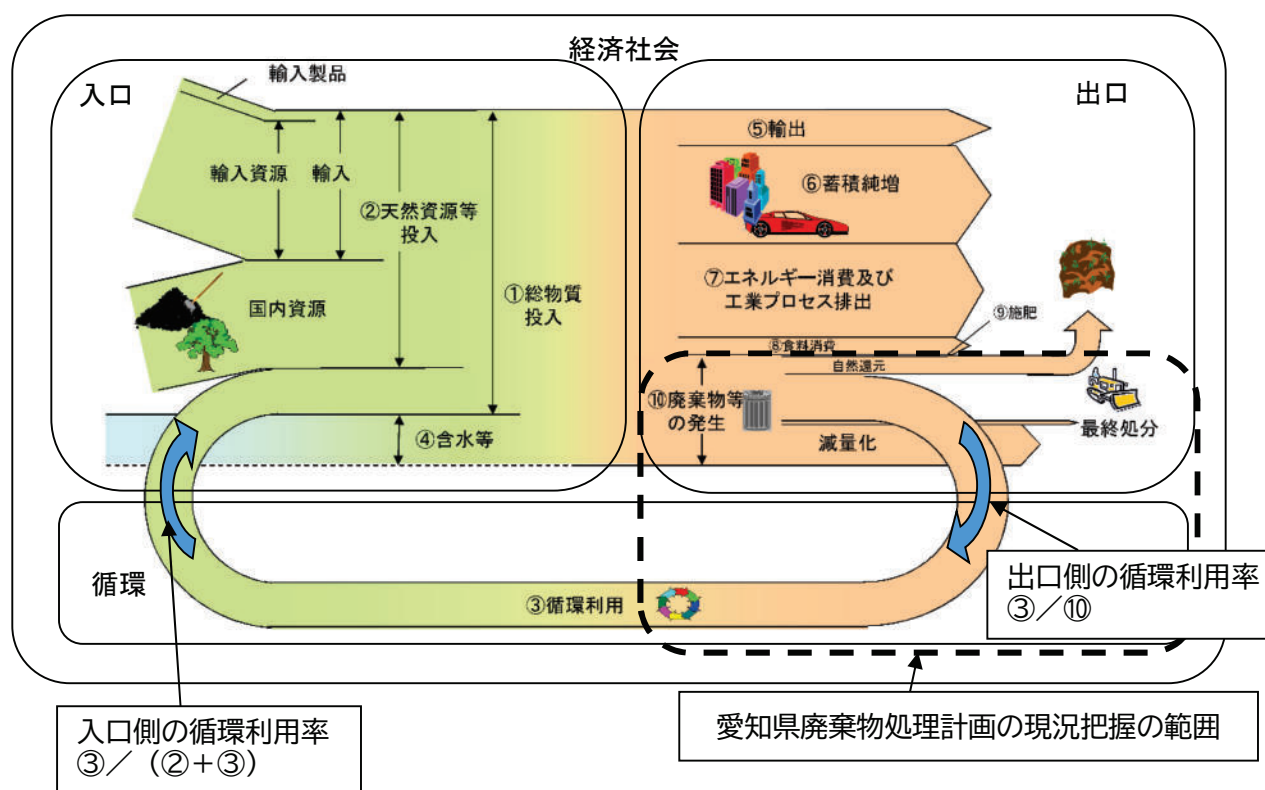 経済社会
入口
輸入製品
輸入資源
輸入
②天然資源等
投入
①総物質
投入
国内資源
④含水等
出口
⑤輸出
⑥蓄積純増
⑦エネルギー消費及び
工業プロセス排出
⑧食料消費
⑨施肥
自然還元
⑩廃棄物等
の発生
減量化
最終処分
循環
③循環利用
出口側の循環利用率
③/⑩
入口側の循環利用率
③/(②+③)
愛知県廃棄物処理計画の現況把握の範囲